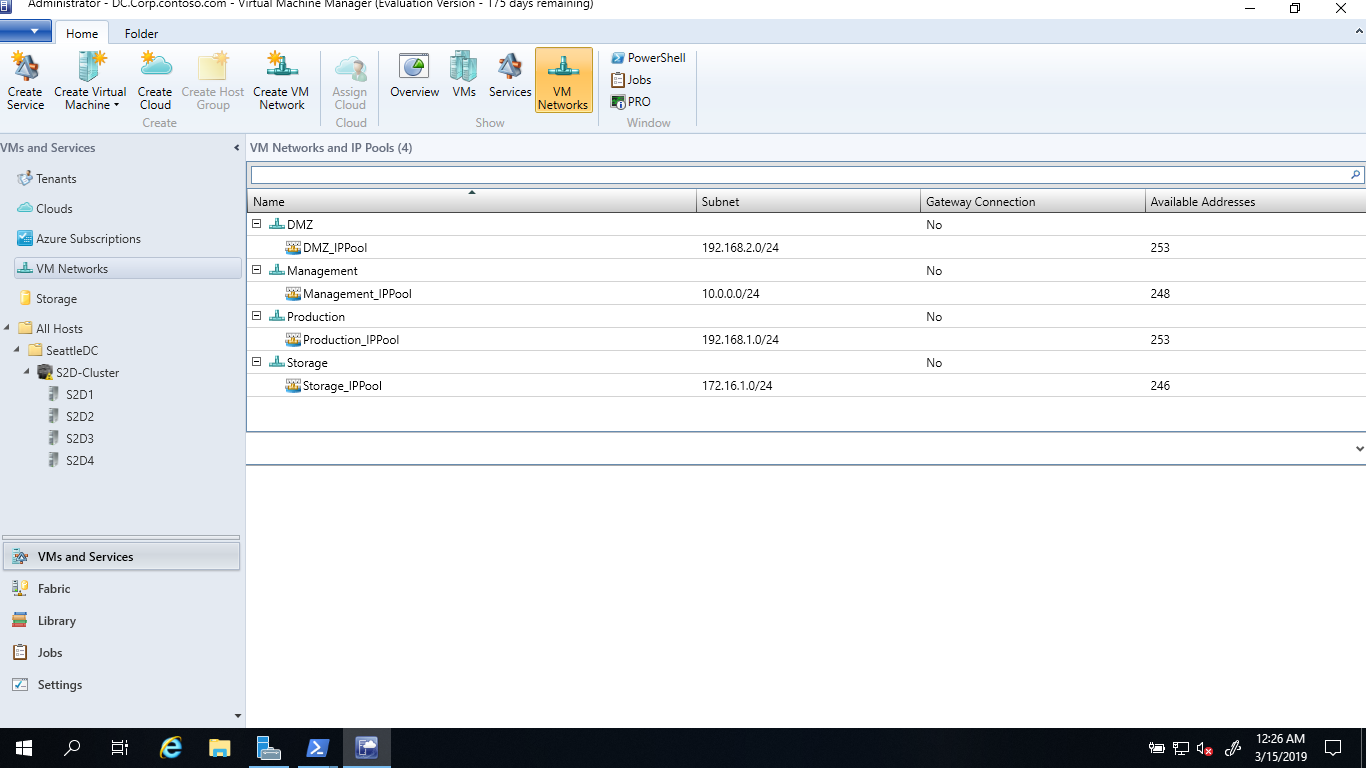 Administrator - DC.Corp.contoso.com - Virtual Machine Manager (Evaluation Version - 175 days remaining)
Home Folder
Create Service
Create Virtual Machine
Create Cloud
Create Host Group
Create VM Network
Assign Cloud
Overview
VMs
Services
VM Networks
PowerShell
Jobs
PRO
Create Cloud Show Window
VMs and Services
Tenants
Clouds
Azure Subscriptions
VM Networks
Storage
All Hosts
SeattleDC
S2D-Cluster
S2D1
S2D2
S2D3
S2D4
VMs and Services
Fabric
Library
Jobs
Settings
VM Networks and IP Pools (4)
Name Subnet Gateway Connection Available Addresses
DMZ No
DMZ_IPPool 192.168.2.0/24 253
Management No
Management_IPPool 10.0.0.0/24 248
Production No
Production_IPPool 192.168.1.0/24 253
Storage No
Storage_IPPool 172.16.1.0/24 246
12:26 AM
3/15/2019